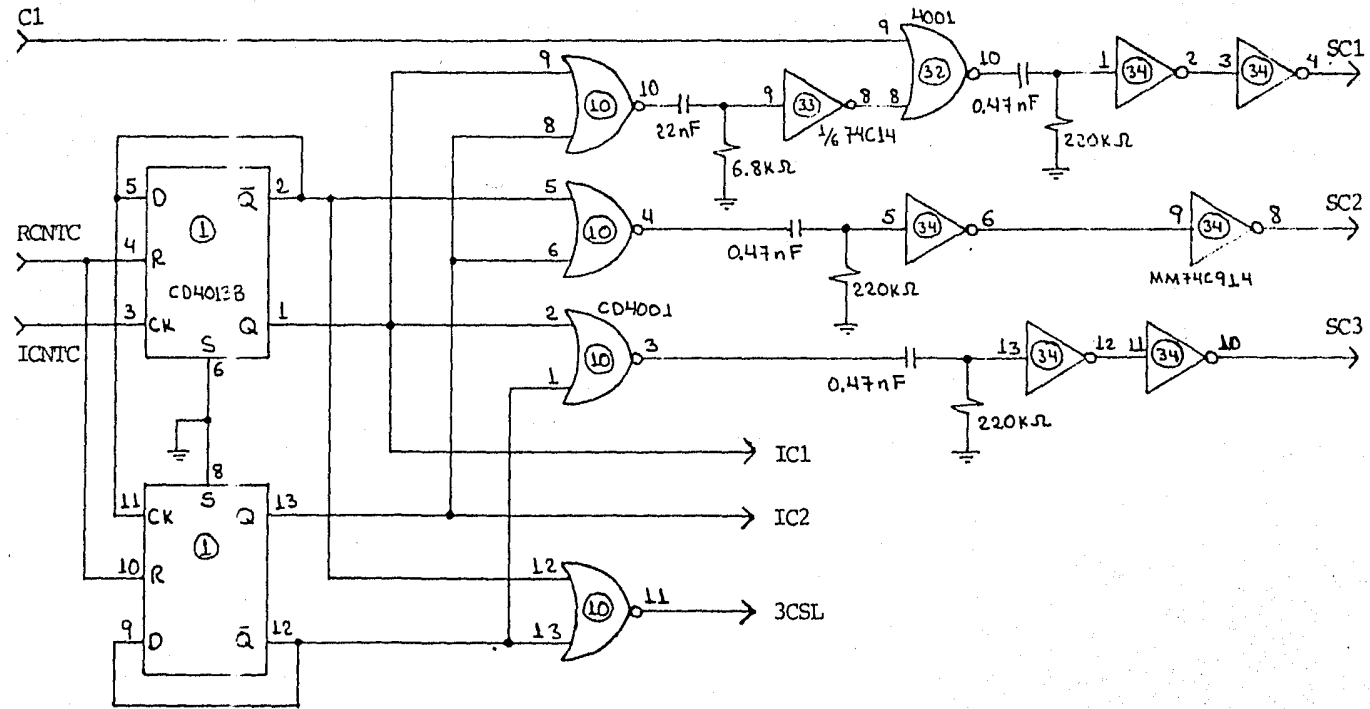 C1
4001
9
10
32
8
0.47nF
220KΩ
1
34
2
3
34
4
SC1
9
8
10
10
22nF
6.8KΩ
9
33
8
1/6 74C14
5
D
Q̄
2
RCNTC
4
R
1
CD4013B
3
CK
Q
1
ICNTC
S
6
5
6
10
4
0.47nF
220KΩ
5
34
6
9
34
8
MM74C914
SC2
CD4001
2
1
10
3
0.47nF
220KΩ
13
34
12
11
34
10
SC3
IC1
8
S
11
CK
Q
13
IC2
1
10
R
9
D
Q̄
12
12
13
10
11
3CSL